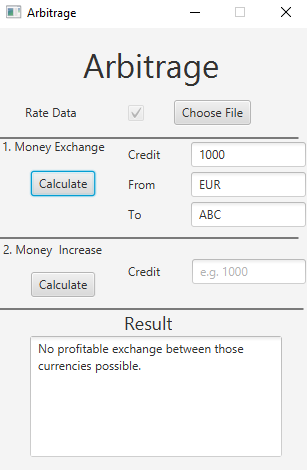 Arbitrage
Arbitrage
Rate Data
Choose File
1. Money Exchange
Credit
1000
Calculate
From
EUR
To
ABC
2. Money Increase
Credit
e.g. 1000
Calculate
Result
No profitable exchange between those
currencies possible.